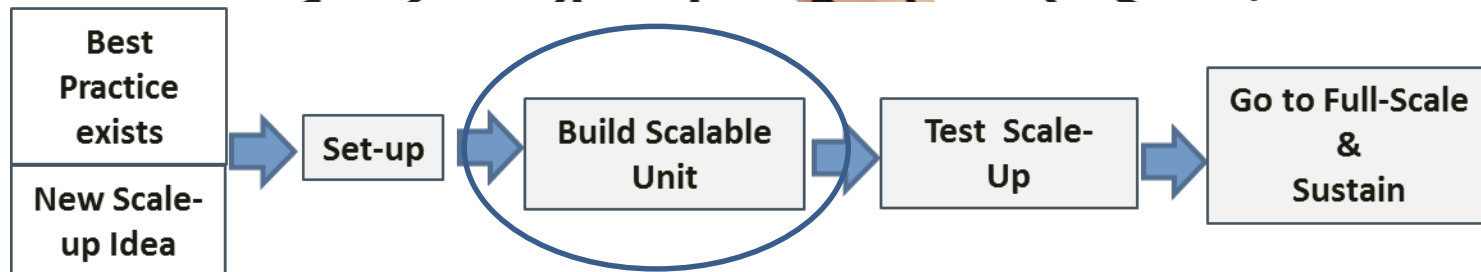 Best
Practice
exists
New Scale-
up Idea
Set-up
Build Scalable
Unit
Test Scale-
Up
Go to Full-Scale
&
Sustain